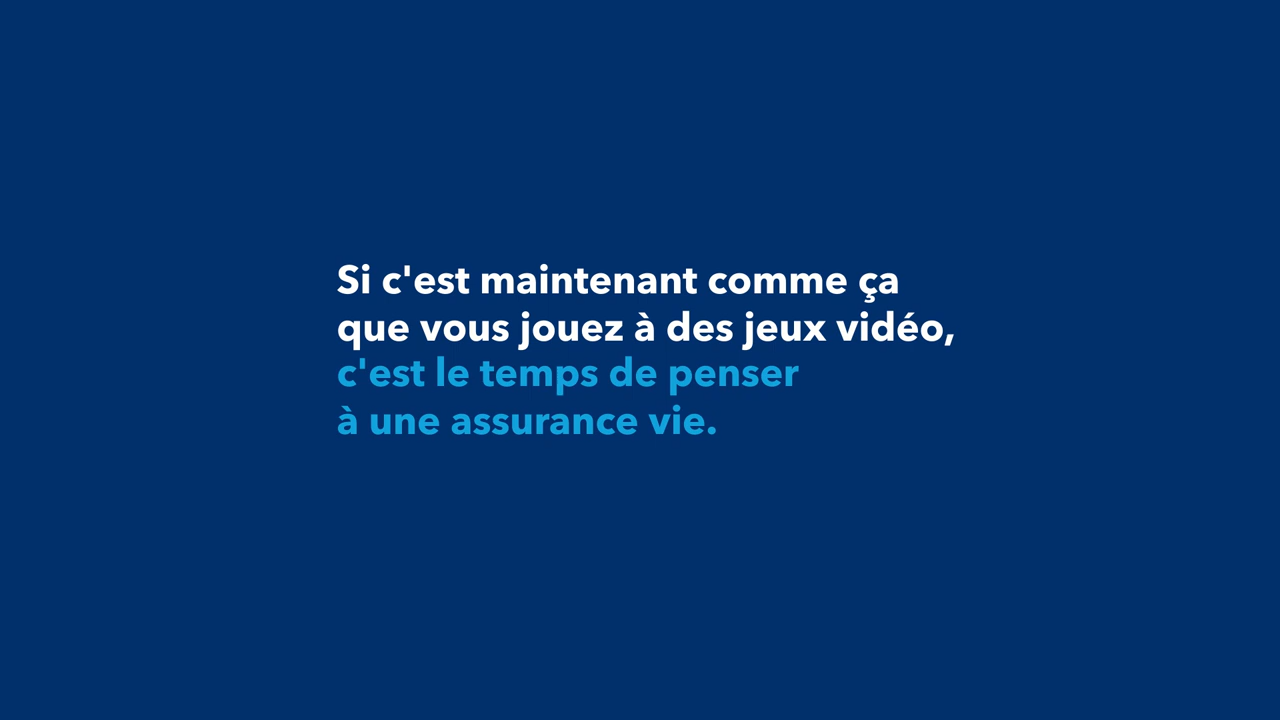 Si c'est maintenant comme ça
que vous jouez à des jeux vidéo,
c'est le temps de penser
à une assurance vie.